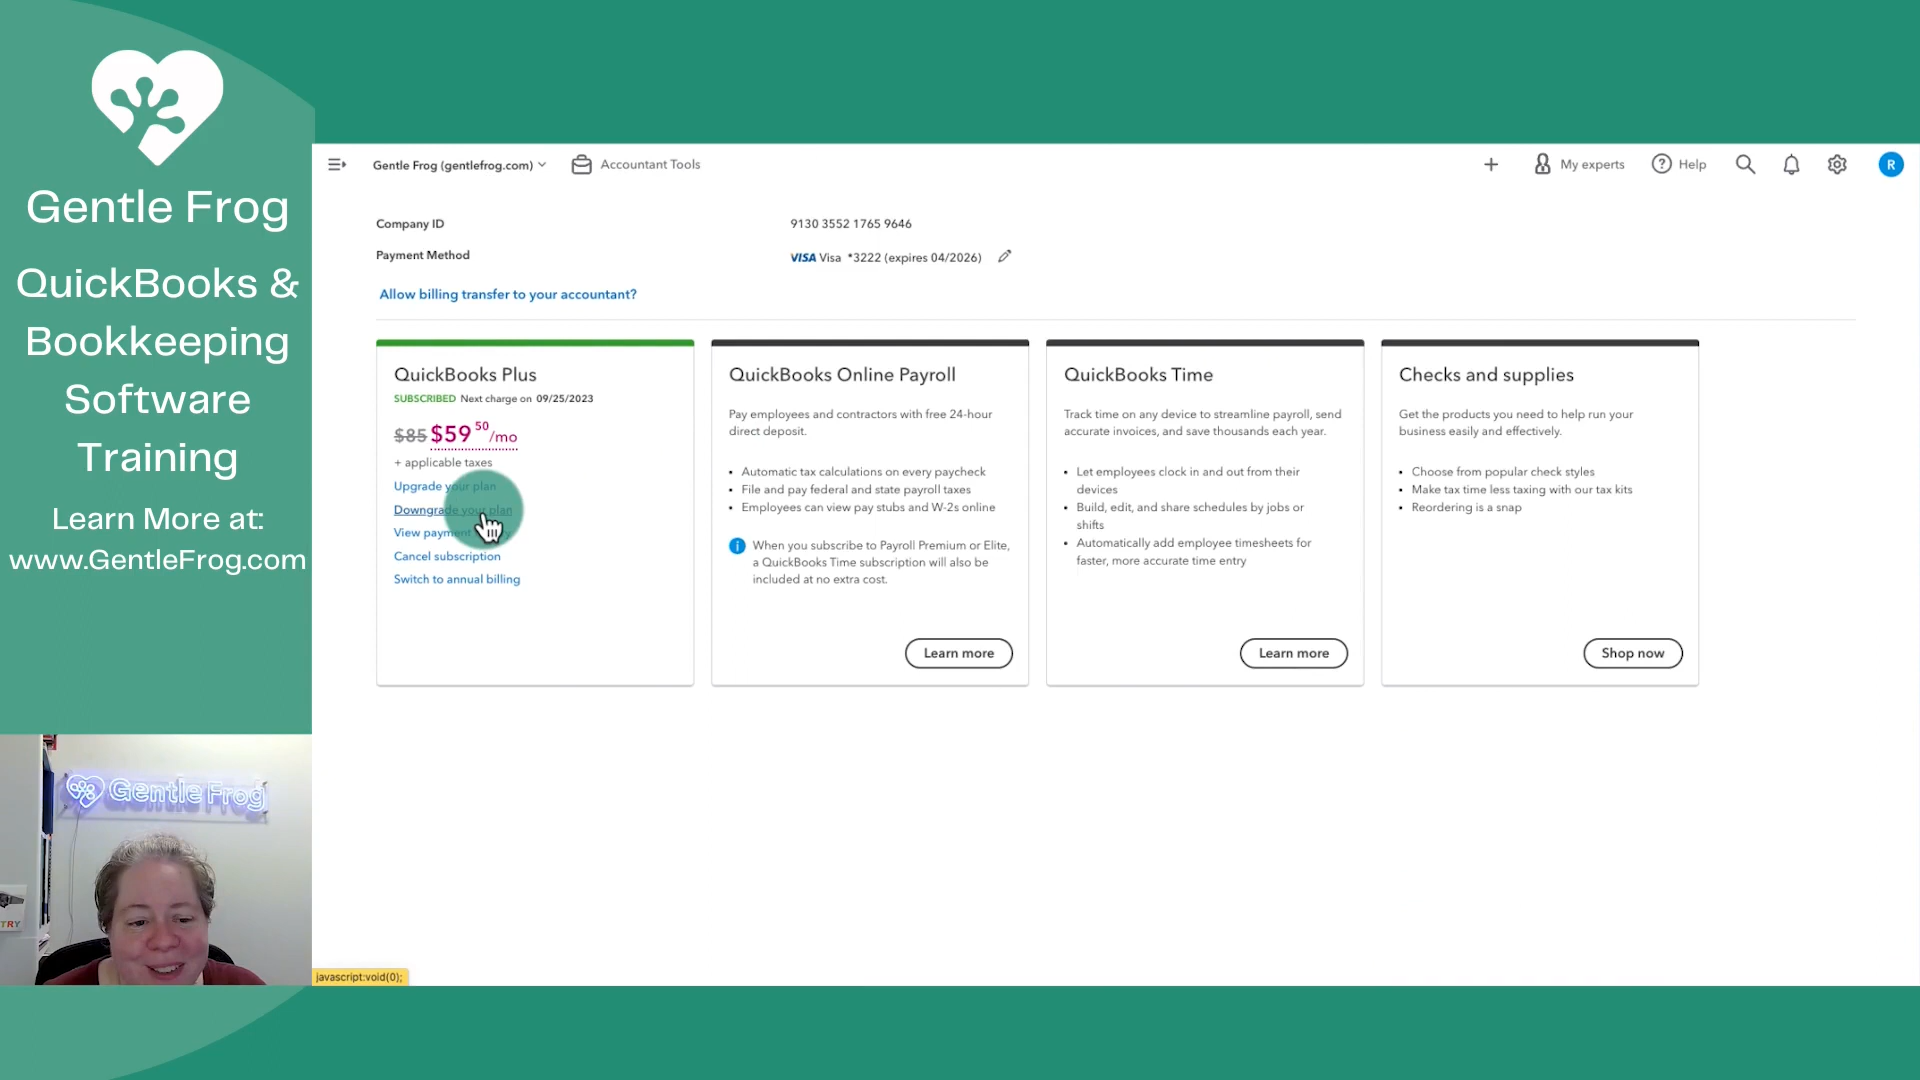 Gentle Frog
QuickBooks &
Bookkeeping
Software
Training
Learn More at:
www.GentleFrog.com
Gentle Frog (gentlefrog.com)
Accountant Tools
My experts
Help
R
Company ID
9130 3552 1765 9646
Payment Method
VISA Visa *3222 (expires 04/2026)
Allow billing transfer to your accountant?
QuickBooks Plus
SUBSCRIBED Next charge on 09/25/2023
$85 $59 50 /mo
+ applicable taxes
Upgrade your plan
Downgrade your plan
View payment
Cancel subscription
Switch to annual billing
QuickBooks Online Payroll
Pay employees and contractors with free 24-hour
direct deposit.
• Automatic tax calculations on every paycheck
• File and pay federal and state payroll taxes
• Employees can view pay stubs and W-2s online
When you subscribe to Payroll Premium or Elite,
a QuickBooks Time subscription will also be
included at no extra cost.
Learn more
QuickBooks Time
Track time on any device to streamline payroll, send
accurate invoices, and save thousands each year.
• Let employees clock in and out from their
devices
• Build, edit, and share schedules by jobs or
shifts
• Automatically add employee timesheets for
faster, more accurate time entry
Learn more
Checks and supplies
Get the products you need to help run your
business easily and effectively.
• Choose from popular check styles
• Make tax time less taxing with our tax kits
• Reordering is a snap
Shop now
Gentle Frog
TRY
javascript:void(0);